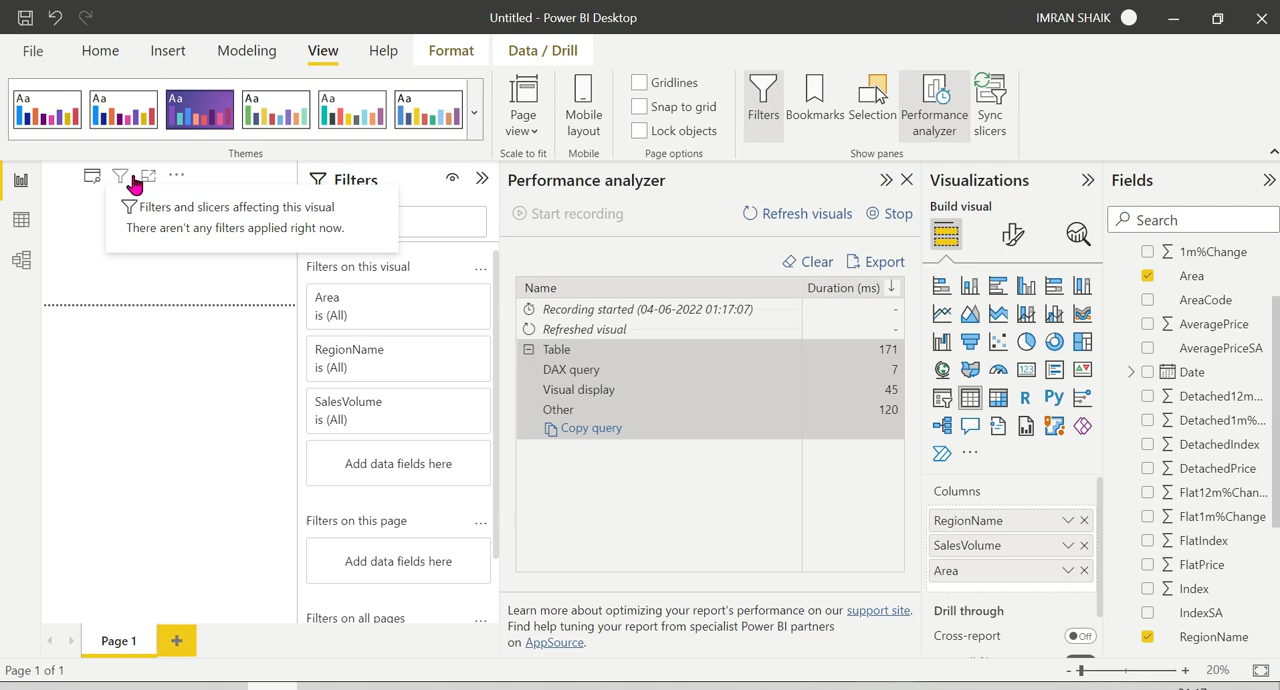 Untitled - Power BI Desktop
IMRAN SHAIK
File Home Insert Modeling View Help Format Data / Drill
Aa Aa Aa Aa Aa Aa
Themes
Page view
Scale to fit
Mobile layout
Mobile
Gridlines
Snap to grid
Lock objects
Page options
Filters
Bookmarks
Selection
Performance analyzer
Sync slicers
Show panes
Filters and slicers affecting this visual
There aren't any filters applied right now.
Filters
Filters on this visual ...
Area
is (All)
RegionName
is (All)
SalesVolume
is (All)
Add data fields here
Filters on this page ...
Add data fields here
Filters on all pages ...
Performance analyzer
Start recording
Refresh visuals
Stop
Clear
Export
Name Duration (ms)
Recording started (04-06-2022 01:17:07) -
Refreshed visual -
Table 171
DAX query 7
Visual display 45
Other 120
Copy query
Learn more about optimizing your report's performance on our support site.
Find help tuning your report from specialist Power BI partners
on AppSource.
Visualizations
Build visual
123
R Py
...
Columns
RegionName
SalesVolume
Area
Drill through
Cross-report Off
Fields
Search
1m%Change
Area
AreaCode
AveragePrice
AveragePriceSA
Date
Detached12m...
Detached1m%...
DetachedIndex
DetachedPrice
Flat12m%Chan...
Flat1m%Change
FlatIndex
FlatPrice
Index
IndexSA
RegionName
Page 1
Page 1 of 1
- + 20%